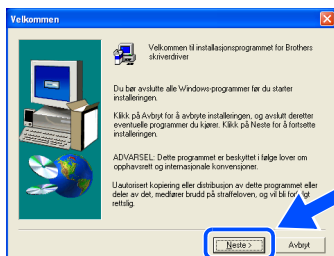 Velkommen
Velkommen til installasjonsprogrammet for Brothers
skriverdriver
Du bør avslutte alle Windows-programmer før du starter
installeringen.
Klikk på Avbryt for å avbryte installeringen, og avslutt deretter
eventuelle programmer du kjører. Klikk på Neste for å fortsette
installeringen.
ADVARSEL: Dette programmet er beskyttet i følge lover om
opphavsrett og internasjonale konvensjoner.
Uautorisert kopiering eller distribusjon av dette programmet eller
deler av det, medfører brudd på straffeloven, og vil bli
rettslig.
Neste >
Avbryt